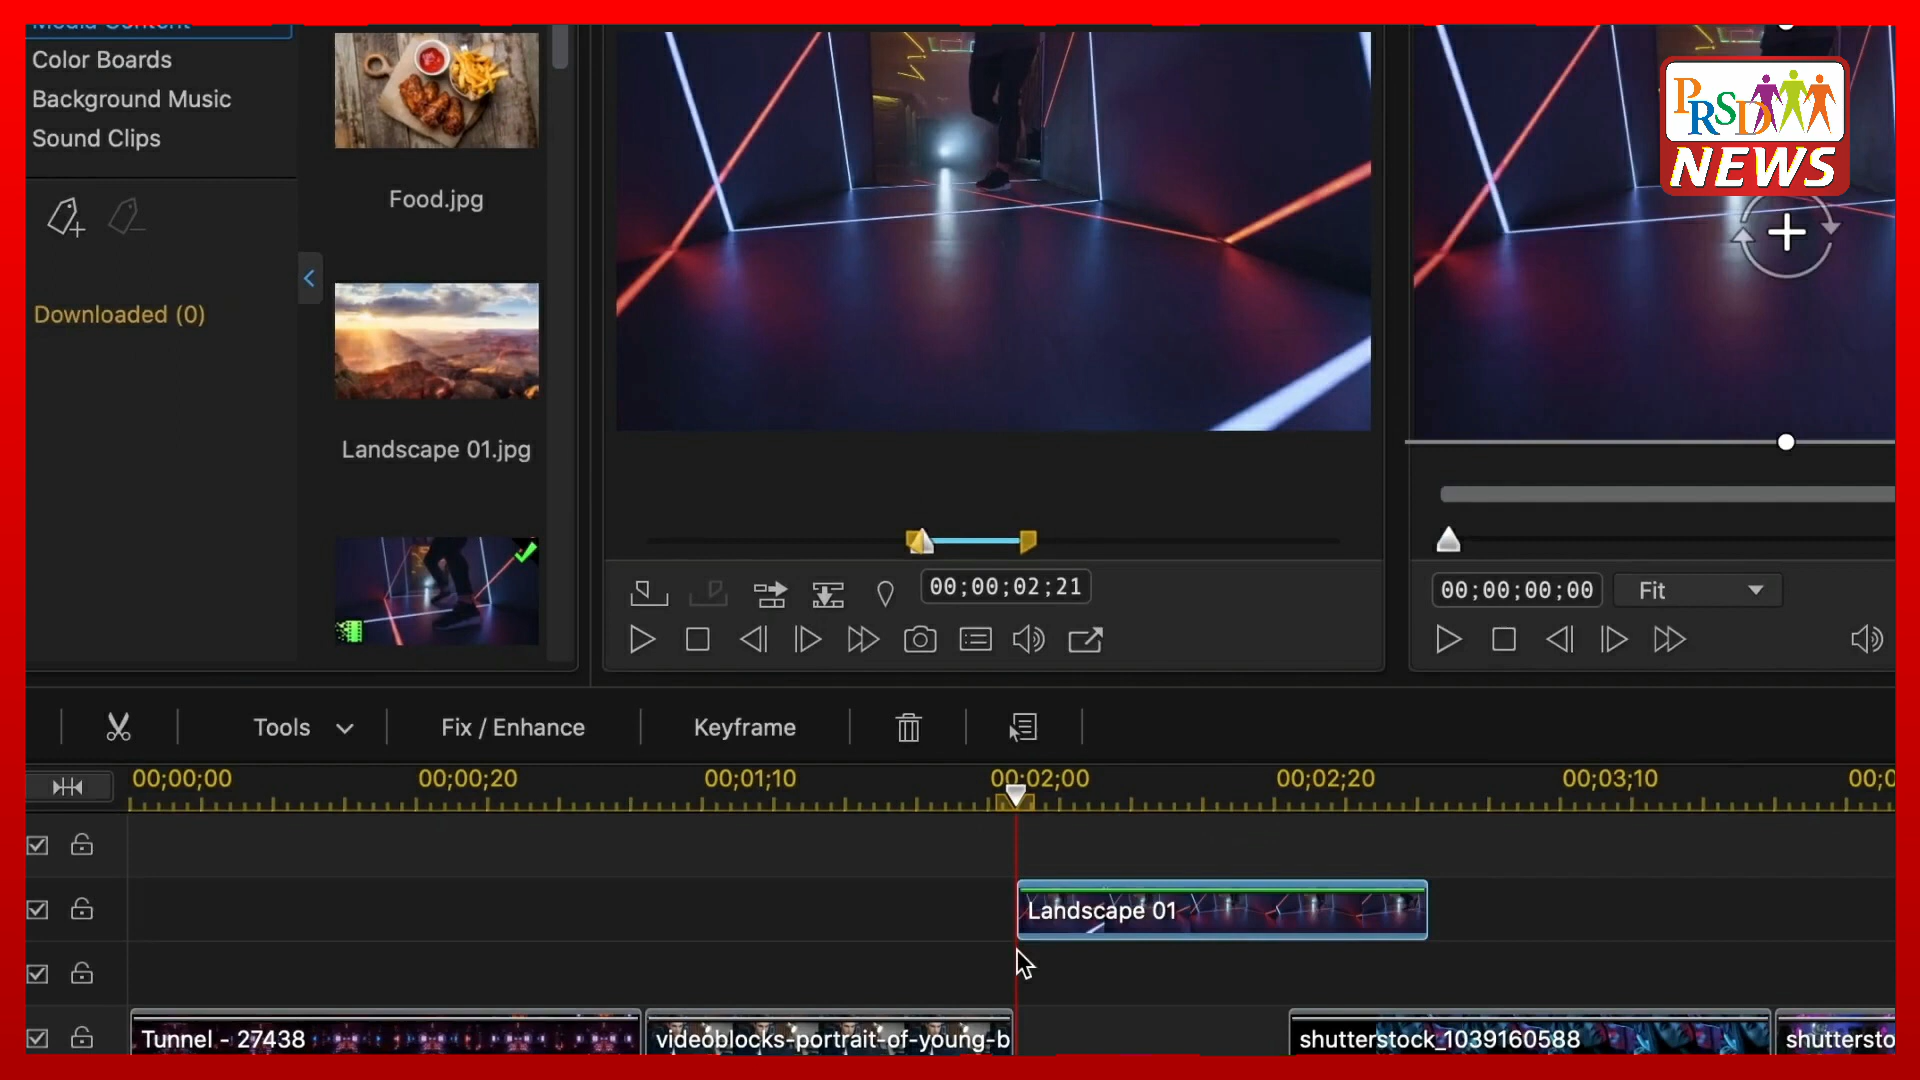 Media Content
Color Boards
Background Music
Sound Clips
Downloaded (0)
Food.jpg
Landscape 01.jpg
PRSD
NEWS
00;00;02;21
00;00;00;00
Fit
Tools
Fix / Enhance
Keyframe
00;00;00
00;00;20
00;01;10
00;02;00
00;02;20
00;03;10
00;0
Landscape 01
Tunnel - 27438
videoblocks-portrait-of-young-b
shutterstock_1039160588
shuttersto